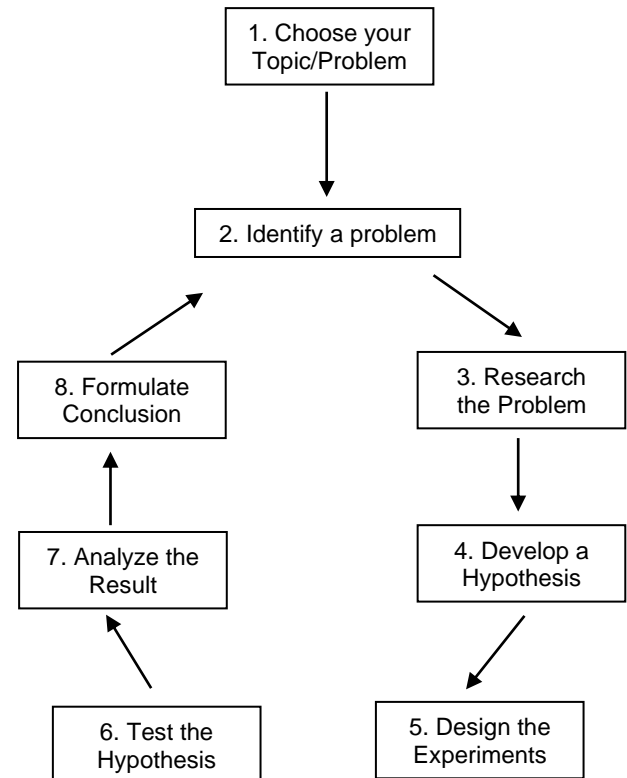 1. Choose your
Topic/Problem
2. Identify a problem
3. Research
the Problem
4. Develop a
Hypothesis
5. Design the
Experiments
6. Test the
Hypothesis
7. Analyze the
Result
8. Formulate
Conclusion